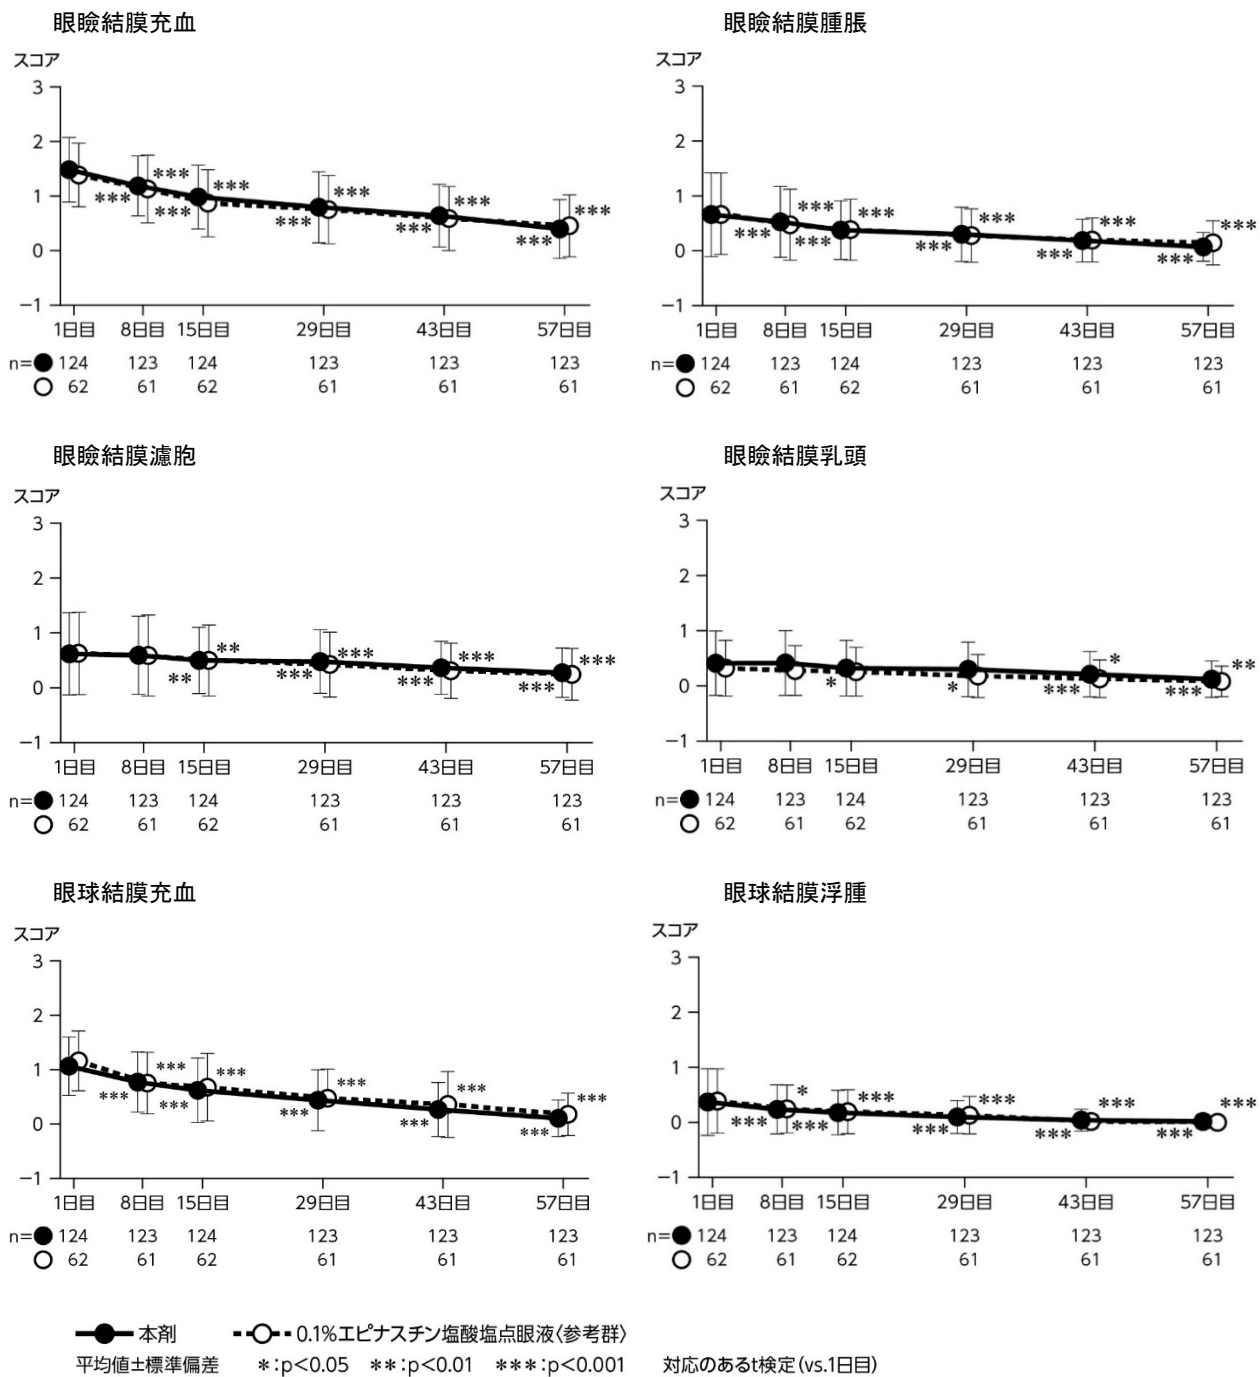 眼瞼結膜充血
スコア
3
2
1
0
−1
*** *** *** ***
*** ***
*** ***
*** ***
1日目 8日目 15日目 29日目 43日目 57日目
n=● 124 123 124 123 123 123
○ 62 61 62 61 61 61
眼瞼結膜腫脹
スコア
3
2
1
0
−1
*** *** *** *** ***
*** *** *** *** ***
1日目 8日目 15日目 29日目 43日目 57日目
n=● 124 123 124 123 123 123
○ 62 61 62 61 61 61
眼瞼結膜濾胞
スコア
3
2
1
0
−1
** *** *** ***
** *** *** ***
1日目 8日目 15日目 29日目 43日目 57日目
n=● 124 123 124 123 123 123
○ 62 61 62 61 61 61
眼瞼結膜乳頭
スコア
3
2
1
0
−1
* **
* * *** ***
1日目 8日目 15日目 29日目 43日目 57日目
n=● 124 123 124 123 123 123
○ 62 61 62 61 61 61
眼球結膜充血
スコア
3
2
1
0
−1
*** *** *** *** ***
*** *** *** *** ***
1日目 8日目 15日目 29日目 43日目 57日目
n=● 124 123 124 123 123 123
○ 62 61 62 61 61 61
眼球結膜浮腫
スコア
3
2
1
0
−1
* *** *** *** ***
*** *** *** *** ***
1日目 8日目 15日目 29日目 43日目 57日目
n=● 124 123 124 123 123 123
○ 62 61 62 61 61 61
本剤 0.1%エピナスチン塩酸塩点眼液〈参考群〉
平均値±標準偏差 *:p<0.05 **:p<0.01 ***:p<0.001 対応のあるt検定(vs.1日目)